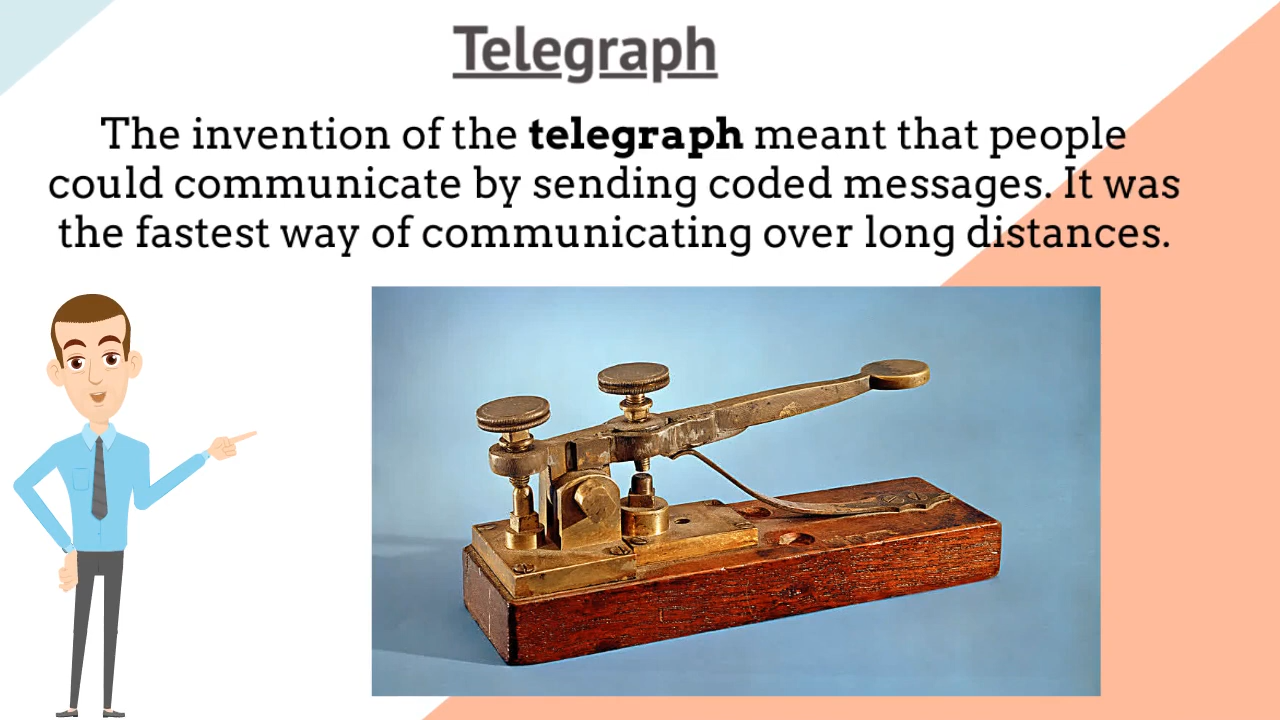 Telegraph
The invention of the telegraph meant that people
could communicate by sending coded messages. It was
the fastest way of communicating over long distances.